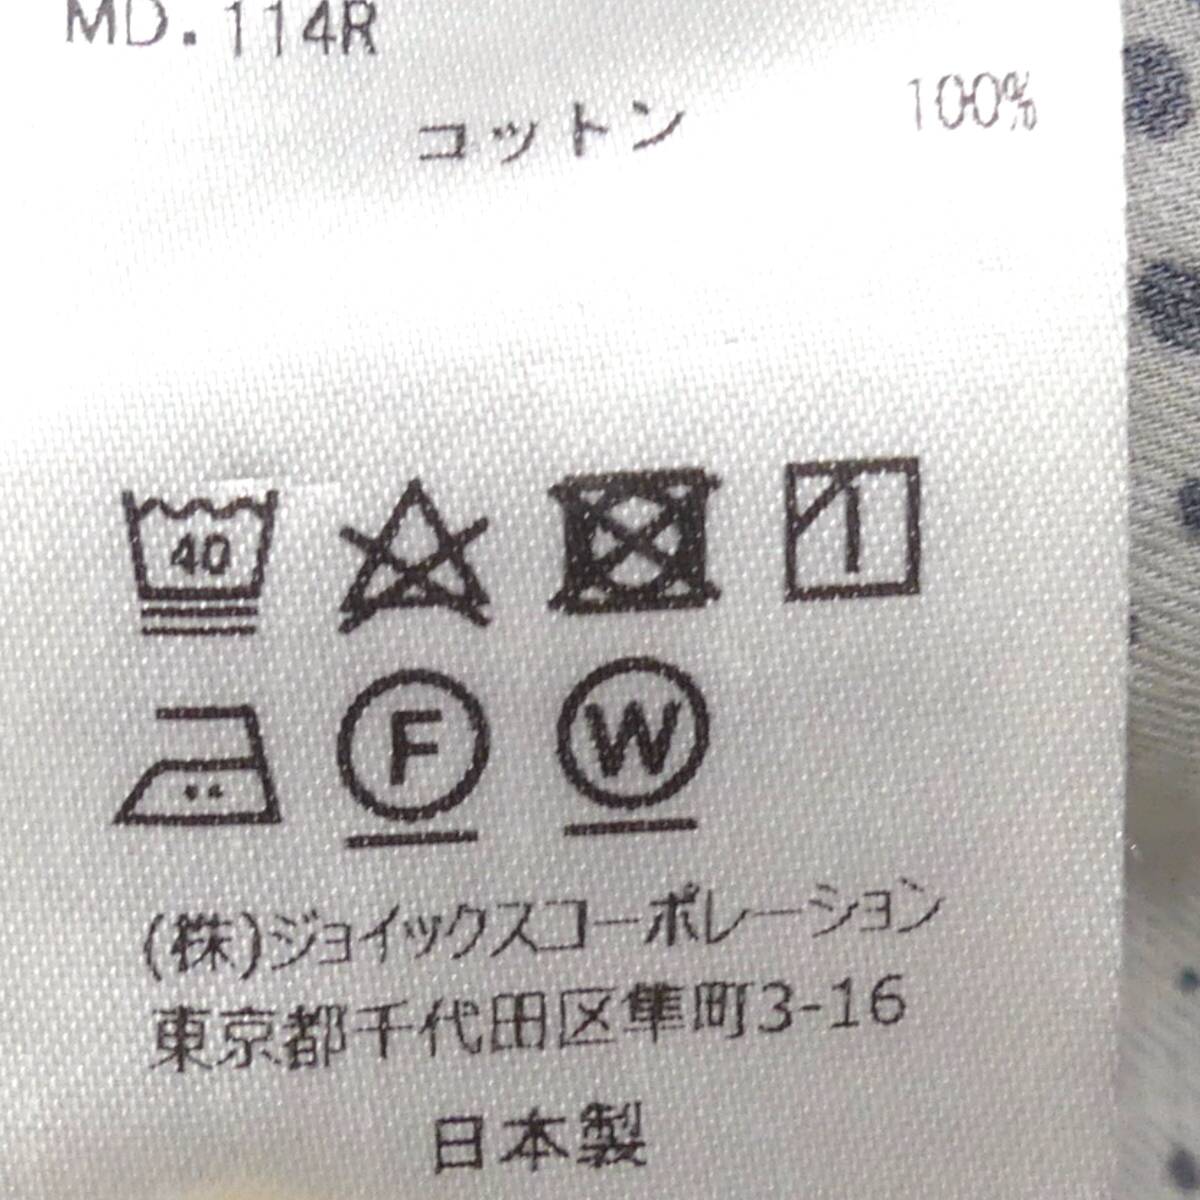 MD. 114R
コットン 100%
40
F W
(株)ジョイックスコーポレーション
東京都千代田区隼町3-16
日本製